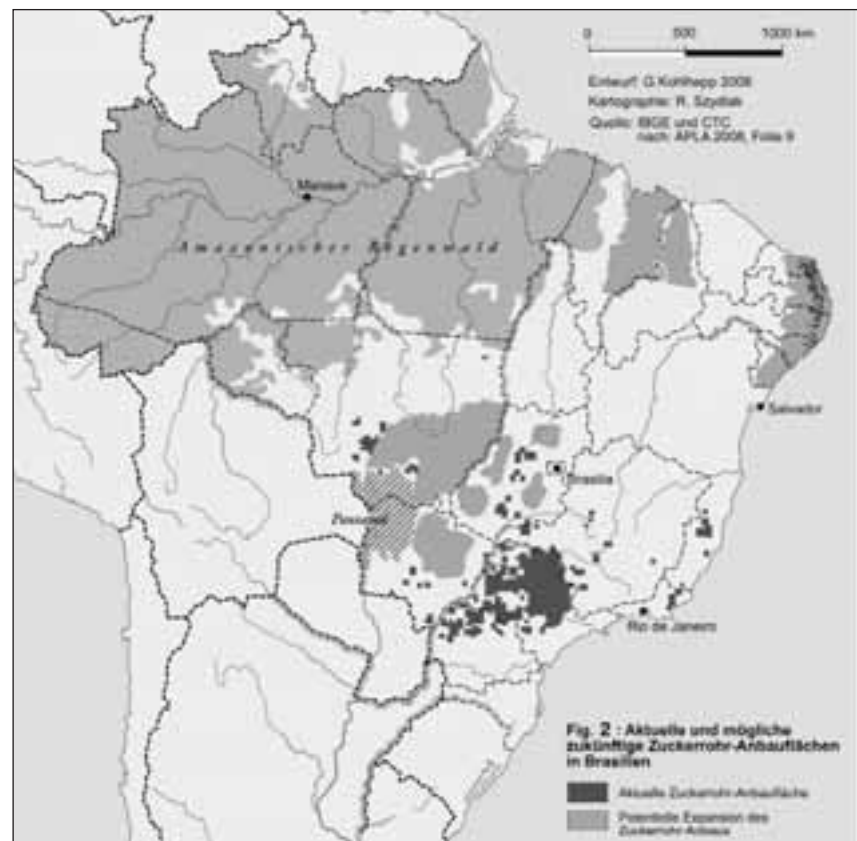 0 500 1000 km
Entwurf: G.Kohlhepp 2008
Kartographie: R. Szydlak
Quelle: IBGE und CTC
nach: APLA 2008, Folie 9
Manaus
Amazonischer Regenwald
Salvador
Brasília
Pantanal
Rio de Janeiro
Fig. 2 : Aktuelle und mögliche
zukünftige Zuckerrohr-Anbauflächen
in Brasilien
Aktuelle Zuckerrohr-Anbaufläche
Potentielle Expansion des
Zuckerrohr-Anbaus